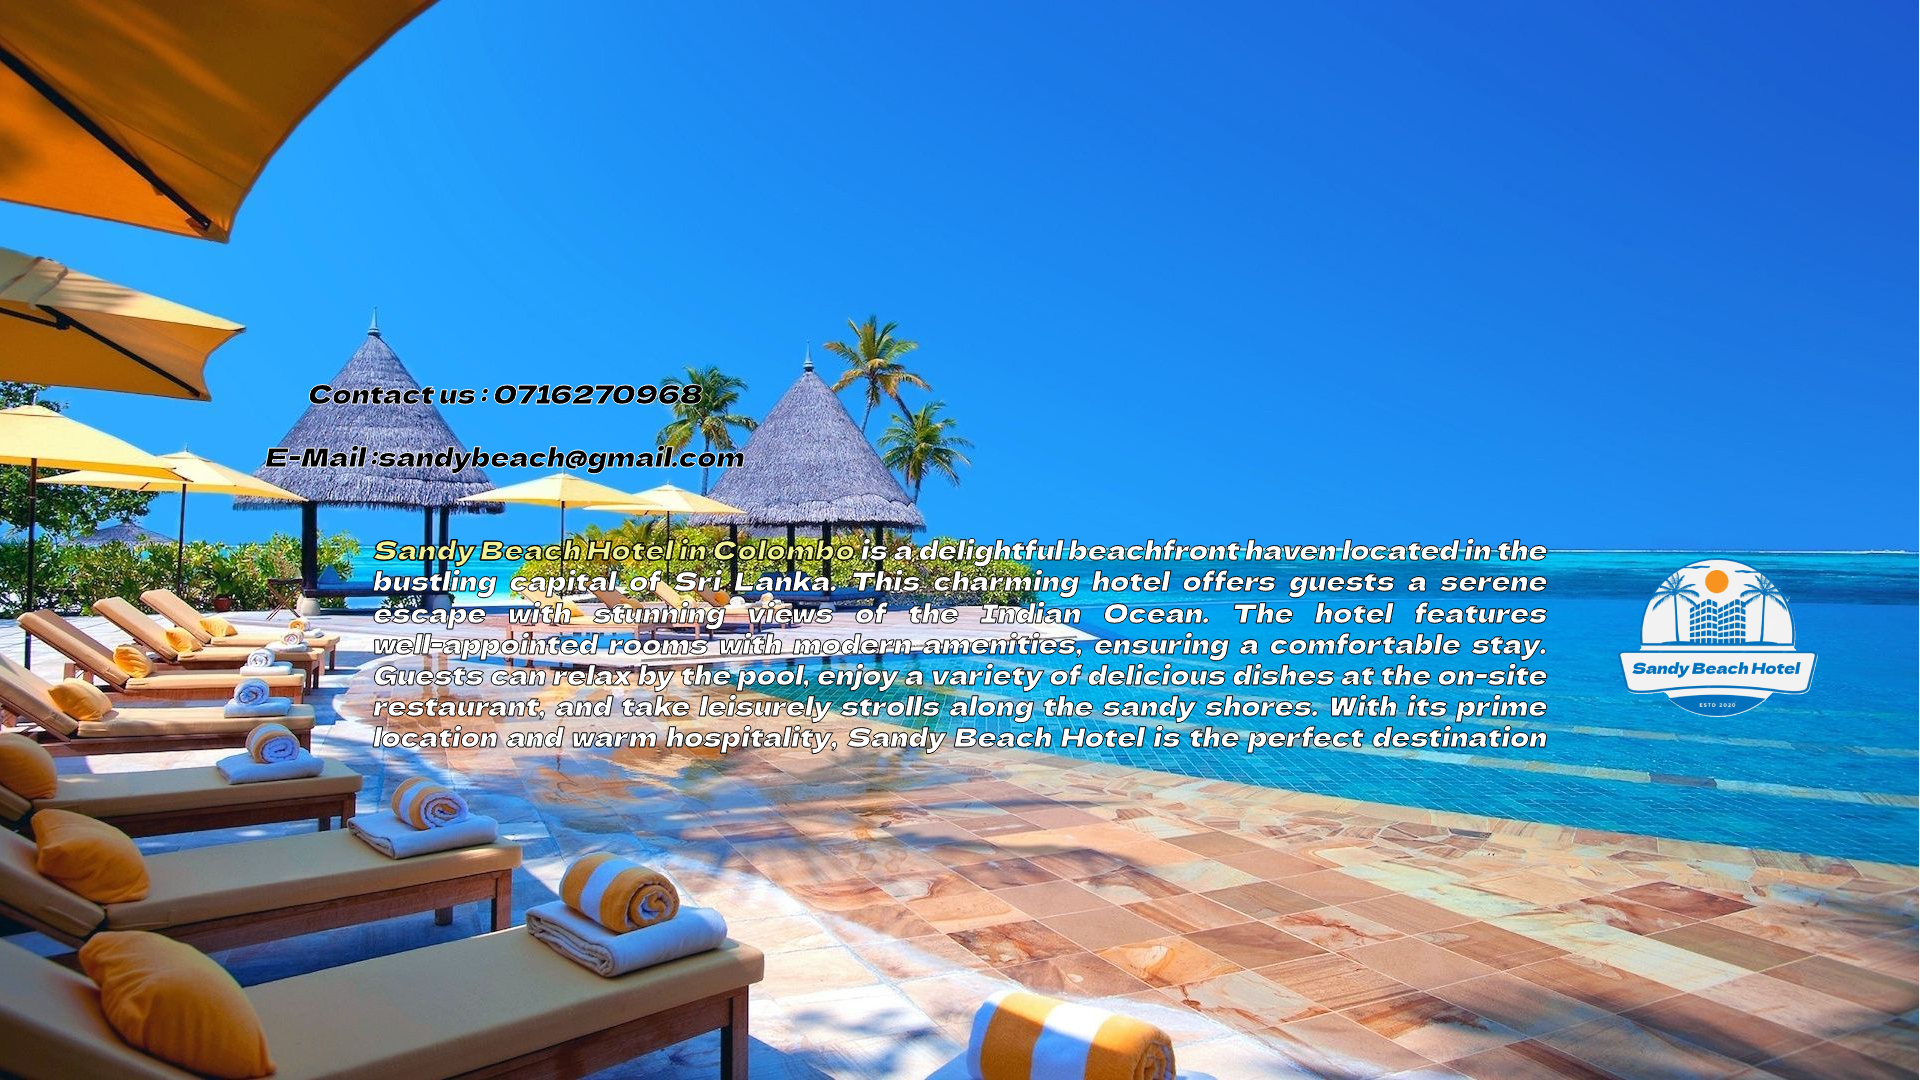 Contact us : 0716270968
E-Mail :sandybeach@gmail.com
Sandy Beach Hotel in Colombo is a delightful beachfront haven located in the
bustling capital of Sri Lanka. This charming hotel offers guests a serene
escape with stunning views of the Indian Ocean. The hotel features
well-appointed rooms with modern amenities, ensuring a comfortable stay.
Guests can relax by the pool, enjoy a variety of delicious dishes at the on-site
restaurant, and take leisurely strolls along the sandy shores. With its prime
location and warm hospitality, Sandy Beach Hotel is the perfect destination
Sandy Beach Hotel
ESTD 2020